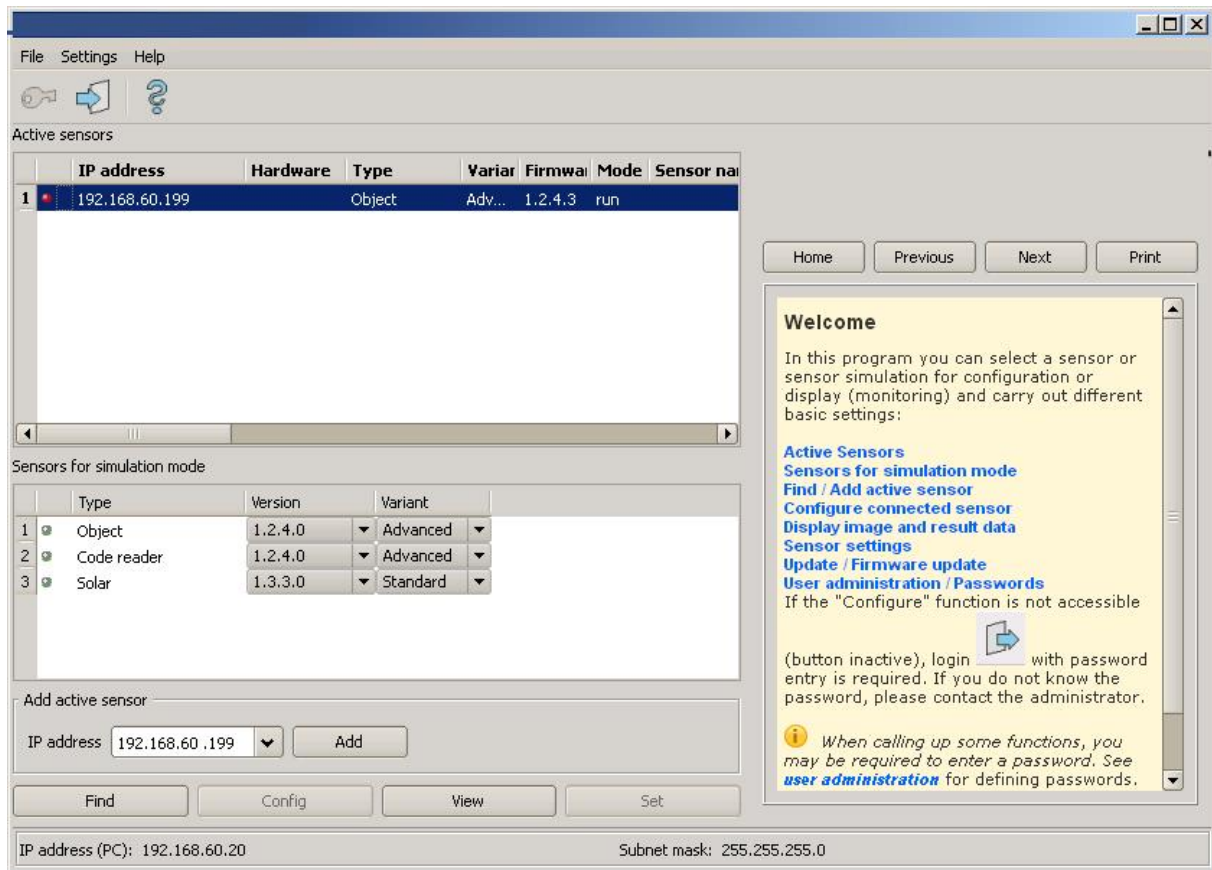 File Settings Help
Active sensors
IP address Hardware Type Variar Firmwar Mode Sensor nar
1 192.168.60.199 Object Adv... 1.2.4.3 run
Home Previous Next Print
Welcome
In this program you can select a sensor or
sensor simulation for configuration or
display (monitoring) and carry out different
basic settings:
Active Sensors
Sensors for simulation mode
Find / Add active sensor
Configure connected sensor
Display image and result data
Sensor settings
Update / Firmware update
User administration / Passwords
If the "Configure" function is not accessible
(button inactive), login with password
entry is required. If you do not know the
password, please contact the administrator.
When calling up some functions, you
may be required to enter a password. See
user administration for defining passwords.
Sensors for simulation mode
Type Version Variant
1 Object 1.2.4.0 Advanced
2 Code reader 1.2.4.0 Advanced
3 Solar 1.3.3.0 Standard
Add active sensor
IP address 192.168.60 .199 Add
Find Config View Set
IP address (PC): 192.168.60.20 Subnet mask: 255.255.255.0